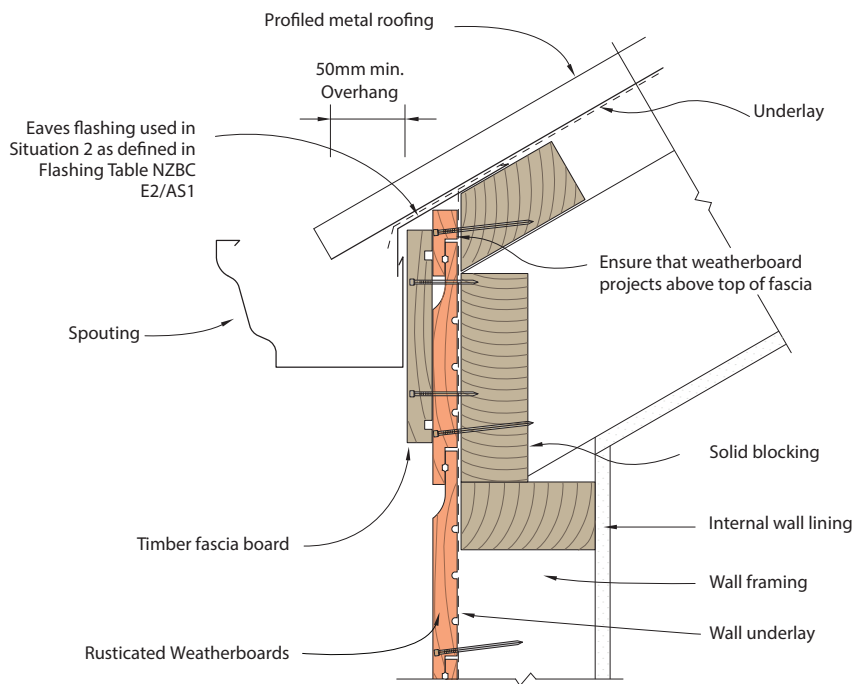 Profiled metal roofing
50mm min.
Overhang
Underlay
Eaves flashing used in
Situation 2 as defined in
Flashing Table NZBC
E2/AS1
Ensure that weatherboard
projects above top of fascia
Spouting
Solid blocking
Internal wall lining
Timber fascia board
Wall framing
Wall underlay
Rusticated Weatherboards